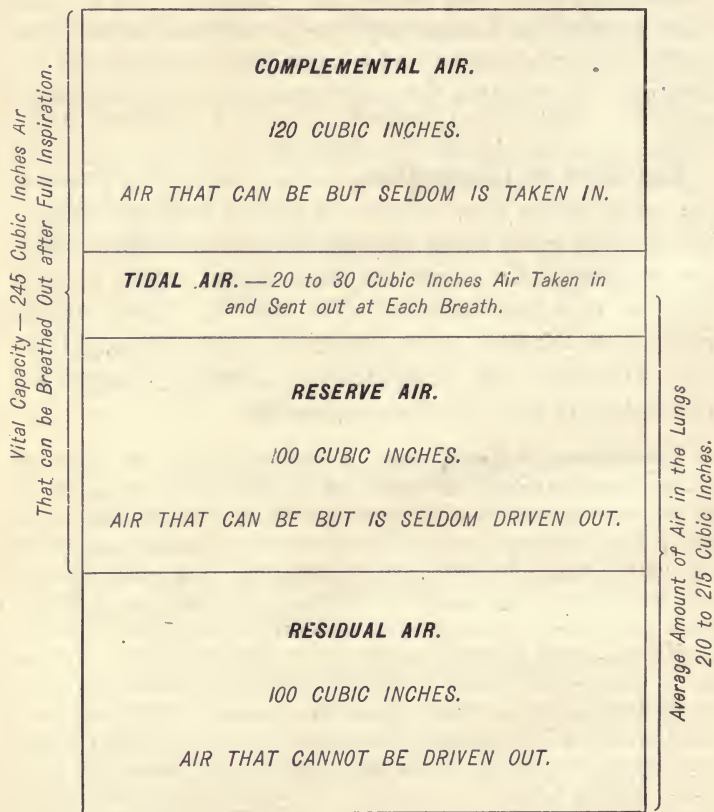 Vital Capacity — 245 Cubic Inches Air
That can be Breathed Out after Full Inspiration.
COMPLEMENTAL AIR.
120 CUBIC INCHES.
AIR THAT CAN BE BUT SELDOM IS TAKEN IN.
TIDAL AIR. — 20 to 30 Cubic Inches Air Taken in
and Sent out at Each Breath.
RESERVE AIR.
100 CUBIC INCHES.
AIR THAT CAN BE BUT IS SELDOM DRIVEN OUT.
RESIDUAL AIR.
100 CUBIC INCHES.
AIR THAT CANNOT BE DRIVEN OUT.
Average Amount of Air in the Lungs
210 to 215 Cubic Inches.